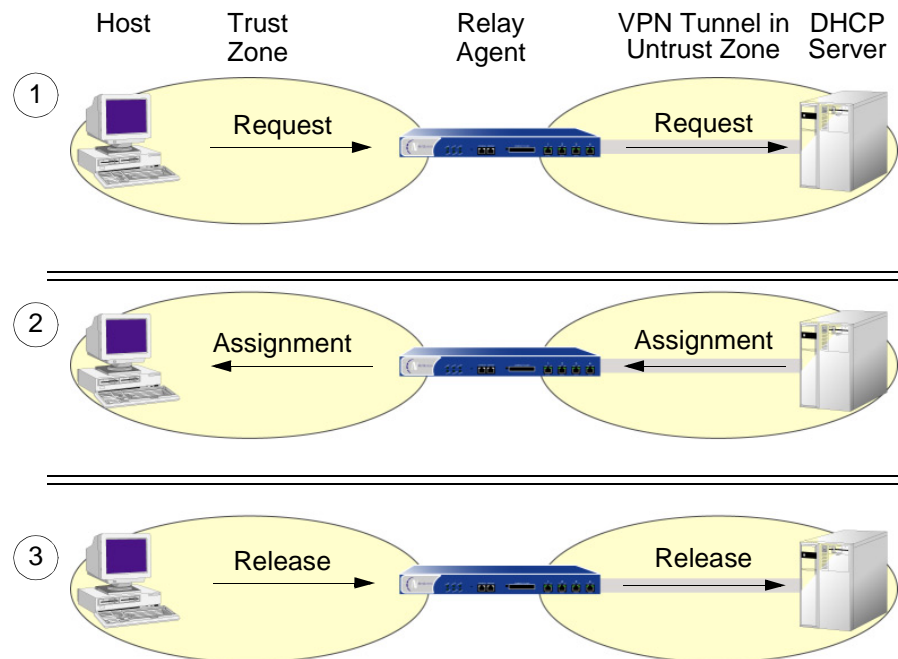 Host
Trust
Zone
Relay
Agent
VPN Tunnel in
Untrust Zone
DHCP
Server
1
Request
Request
2
Assignment
Assignment
3
Release
Release